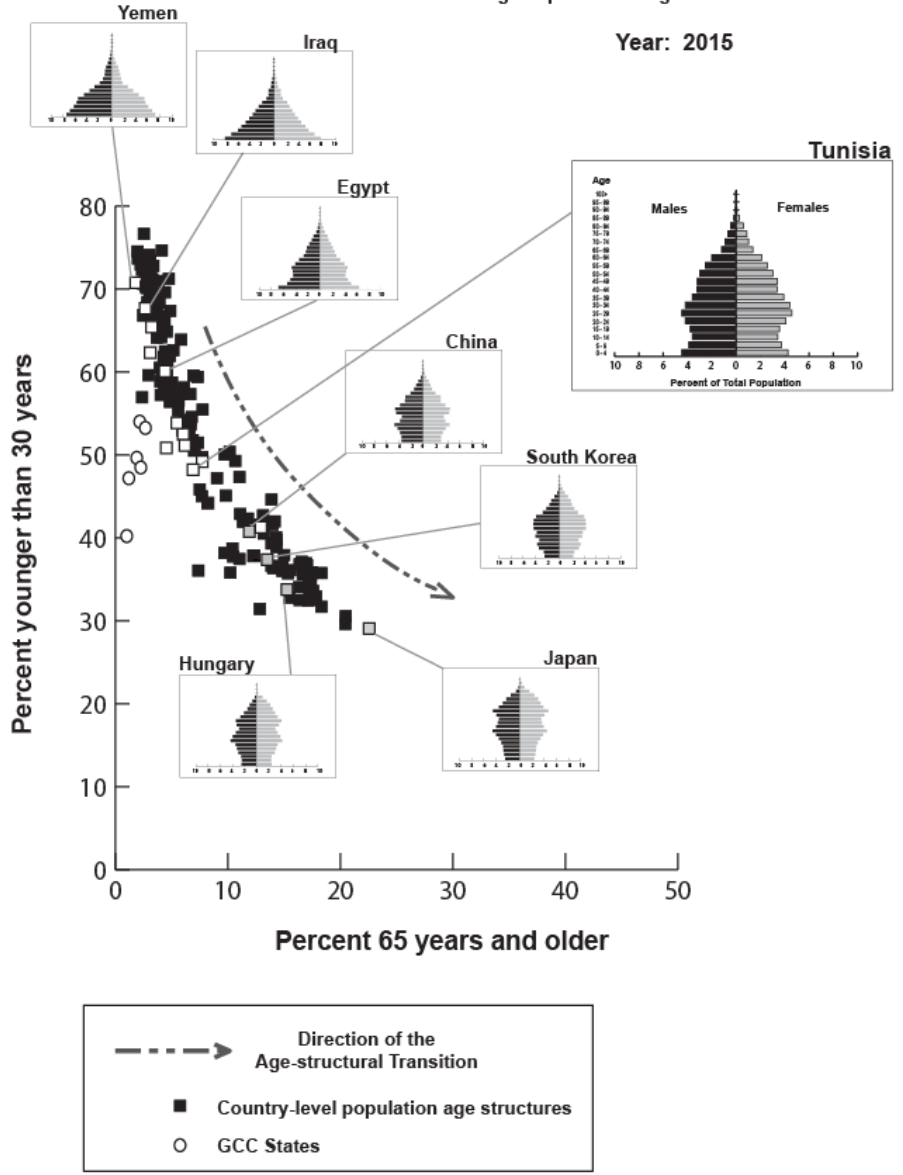 Yemen
Iraq
Year: 2015
Tunisia
Egypt
Age
Males
Females
10 8 6 4 2 0 2 4 6 8 10
Percent of Total Population
China
South Korea
Hungary
Japan
Percent younger than 30 years
80
70
60
50
40
30
20
10
0
0 10 20 30 40 50
Percent 65 years and older
Direction of the
Age-structural Transition
Country-level population age structures
GCC States